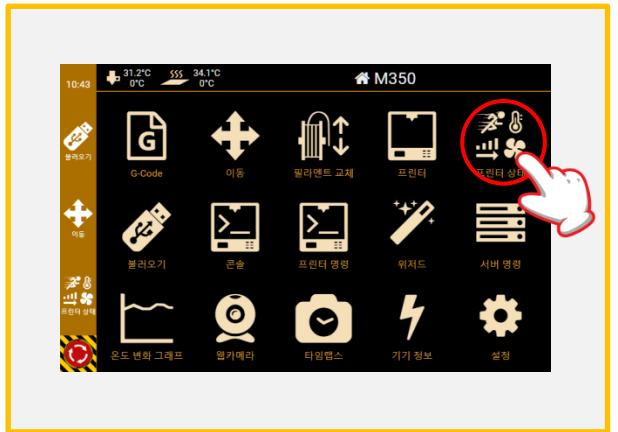 10:43
31.2°C
0°C
34.1°C
0°C
M350
불러오기
이동
프린터 상태
G
G-Code
이동
필라멘트 교체
프린터
프린터 상태
불러오기
콘솔
프린터 명령
위저드
서버 명령
온도 변화 그래프
웹카메라
타임랩스
기기 정보
설정